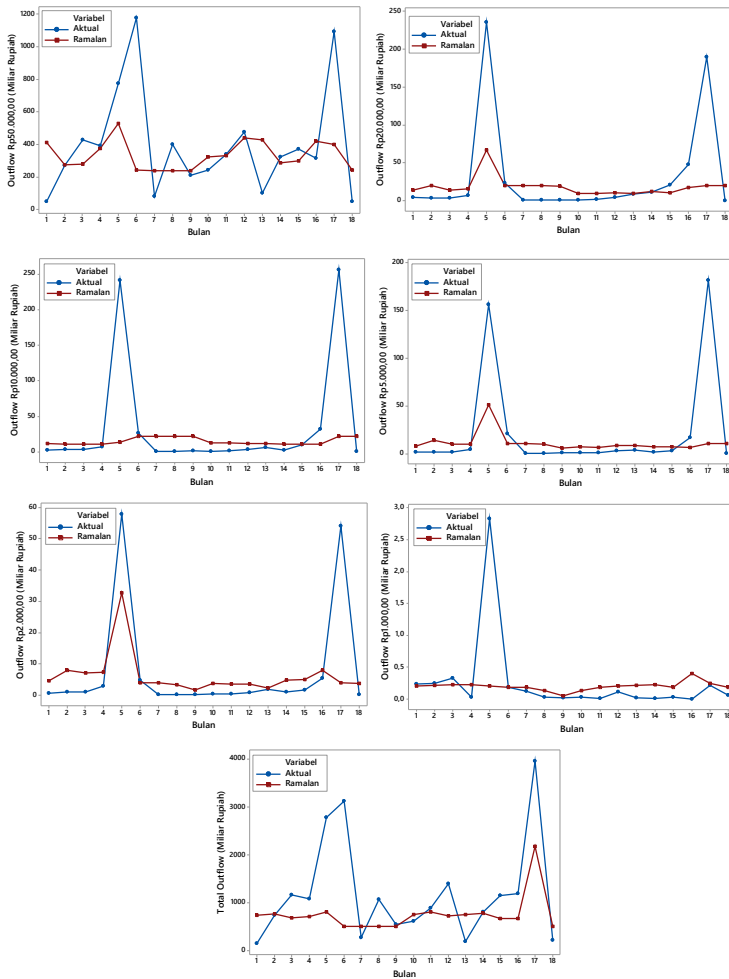 Outflow Rp50.000,00 (Miliar Rupiah)
1200
1000
800
600
400
200
0
Variabel
Aktual
Ramalan
1 2 3 4 5 6 7 8 9 10 11 12 13 14 15 16 17 18
Bulan
Outflow Rp20.000,00 (Miliar Rupiah)
250
200
150
100
50
0
Variabel
Aktual
Ramalan
1 2 3 4 5 6 7 8 9 10 11 12 13 14 15 16 17 18
Bulan
Outflow Rp10.000,00 (Miliar Rupiah)
250
200
150
100
50
0
Variabel
Aktual
Ramalan
1 2 3 4 5 6 7 8 9 10 11 12 13 14 15 16 17 18
Bulan
Outflow Rp5.000,00 (Miliar Rupiah)
200
150
100
50
0
Variabel
Aktual
Ramalan
1 2 3 4 5 6 7 8 9 10 11 12 13 14 15 16 17 18
Bulan
Outflow Rp2.000,00 (Miliar Rupiah)
60
50
40
30
20
10
0
Variabel
Aktual
Ramalan
1 2 3 4 5 6 7 8 9 10 11 12 13 14 15 16 17 18
Bulan
Outflow Rp1.000,00 (Miliar Rupiah)
3,0
2,5
2,0
1,5
1,0
0,5
0,0
Variabel
Aktual
Ramalan
1 2 3 4 5 6 7 8 9 10 11 12 13 14 15 16 17 18
Bulan
Total Outflow (Miliar Rupiah)
4000
3000
2000
1000
0
Variabel
Aktual
Ramalan
1 2 3 4 5 6 7 8 9 10 11 12 13 14 15 16 17 18
Bulan